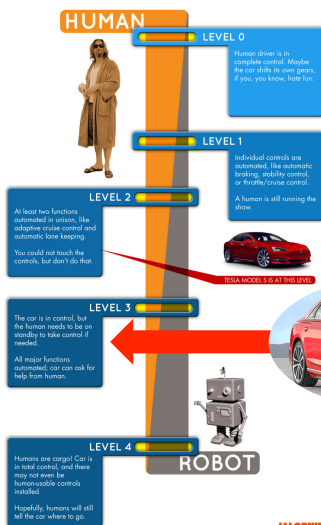 HUMAN
LEVEL 0
Human driver is in
complete control. Maybe
the car shifts its own gears,
if you, you know, hate fun.
LEVEL 1
Individual controls are
automated, like automatic
braking, stability control,
or throttle/cruise control.
A human is still running the
show.
LEVEL 2
At least two functions
automated in unison, like
adaptive cruise control and
automatic lane keeping.
You could not touch the
controls, but don't do that.
TESLA MODEL S IS AT THIS LEVEL
LEVEL 3
The car is in control, but
the human needs to be on
standby to take control if
needed.
All major functions
automated; car can ask for
help from human.
LEVEL 4
Humans are cargo! Car is
in total control, and there
may not even be
human-usable controls
installed.
Hopefully, humans will still
tell the car where to go.
ROBOT